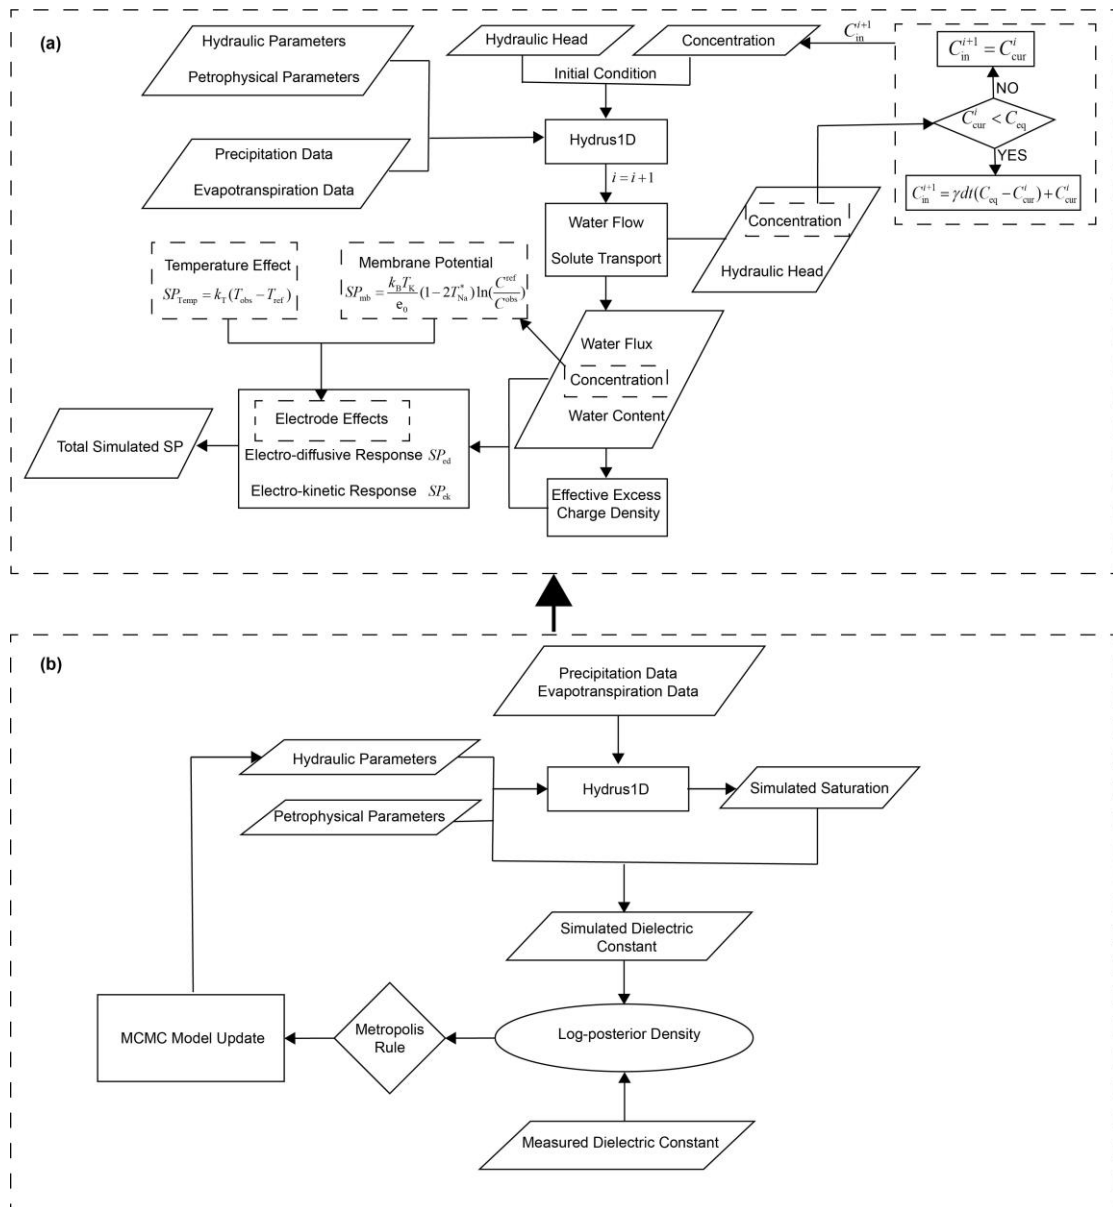 (a)
Hydraulic Parameters
Petrophysical Parameters
Precipitation Data
Evapotranspiration Data
Hydraulic Head
Concentration
Initial Condition
Hydrus1D
i = i+1
Water Flow
Solute Transport
C_in^{i+1}
C_in^{i+1} = C_cur^i
NO
C_cur^i < C_eq
YES
C_in^{i+1} = γdt(C_eq − C_cur^i) + C_cur^i
Concentration
Hydraulic Head
Temperature Effect
SP_Temp = k_T (T_obs − T_ref)
Membrane Potential
SP_mb = \frac{k_B T_K}{e_0} (1 − 2T_Na^*) ln(\frac{C^ref}{C^obs})
Water Flux
Concentration
Water Content
Electrode Effects
Electro-diffusive Response SP_ed
Electro-kinetic Response SP_ek
Total Simulated SP
Effective Excess
Charge Density
(b)
Precipitation Data
Evapotranspiration Data
Hydraulic Parameters
Petrophysical Parameters
Hydrus1D
Simulated Saturation
Simulated Dielectric
Constant
Log-posterior Density
Metropolis
Rule
MCMC Model Update
Measured Dielectric Constant